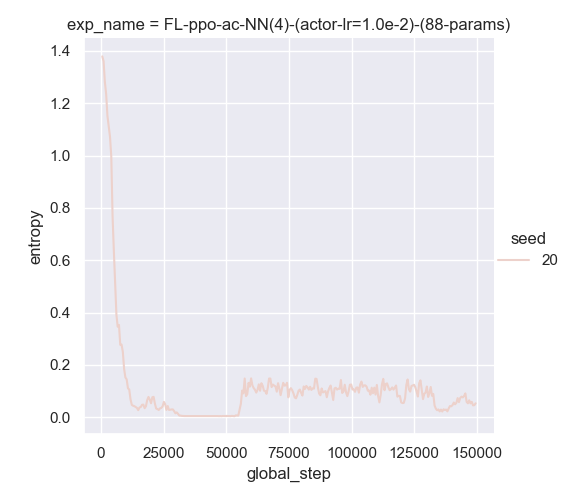 exp_name = FL-ppo-ac-NN(4)-(actor-lr=1.0e-2)-(88-params)
1.4
1.2
1.0
0.8
0.6
0.4
0.2
0.0
entropy
0 25000 50000 75000 100000 125000 150000
global_step
seed
20